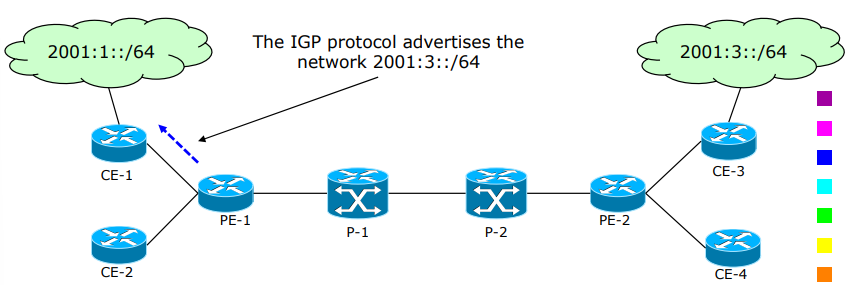 2001:1::/64
The IGP protocol advertises the
network 2001:3::/64
2001:3::/64
CE-1
CE-3
PE-1
P-1
P-2
PE-2
CE-2
CE-4